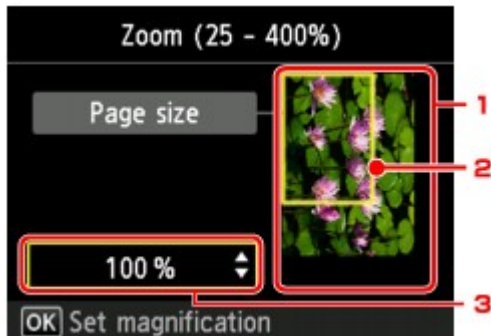 Zoom (25 - 400%)
Page size
1
2
100 %
3
OK Set magnification